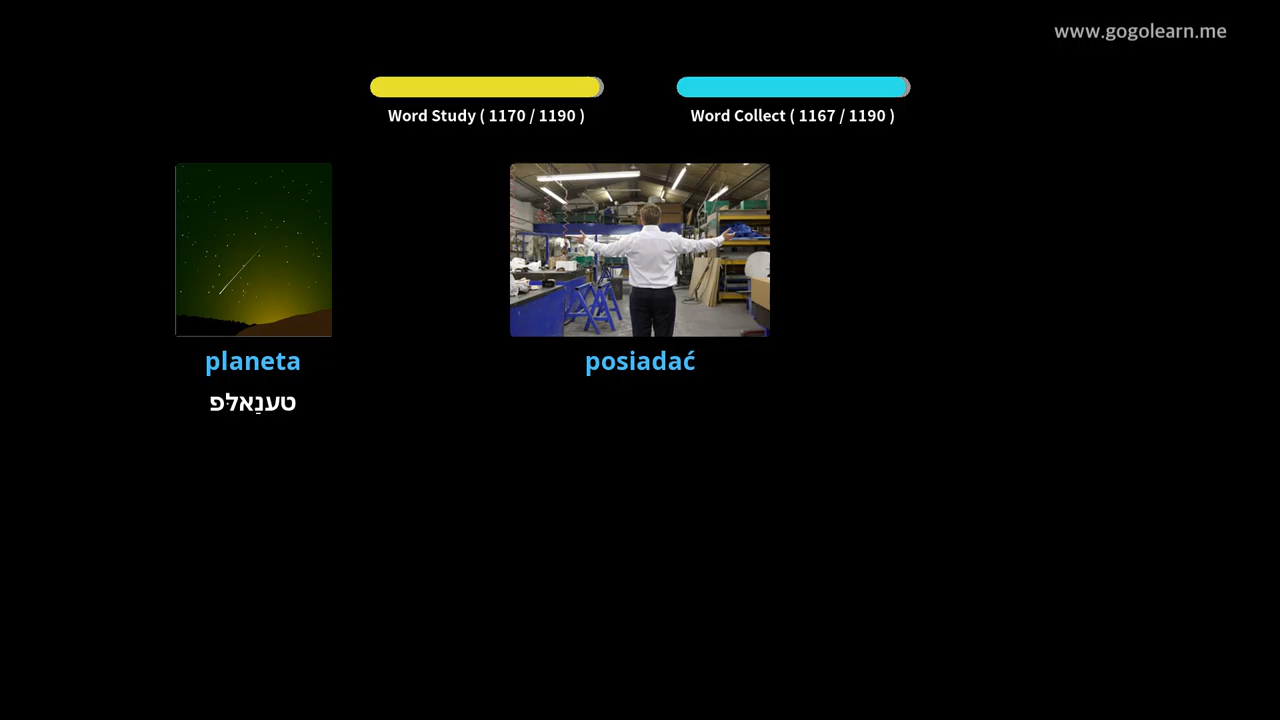 www.gogolearn.me
Word Study ( 1170 / 1190 )
Word Collect ( 1167 / 1190 )
planeta
posiadać
טענַאלּפ